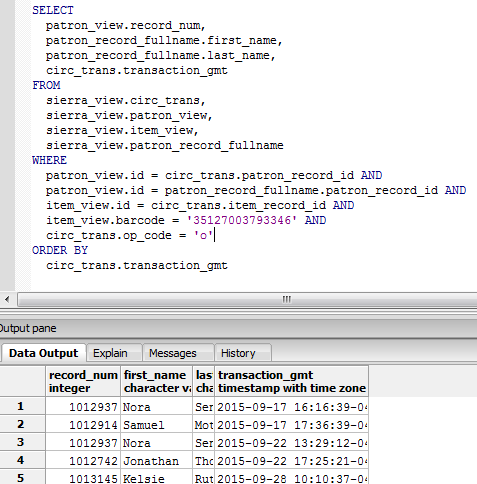 SELECT
patron_view.record_num,
patron_record_fullname.first_name,
patron_record_fullname.last_name,
circ_trans.transaction_gmt
FROM
sierra_view.circ_trans,
sierra_view.patron_view,
sierra_view.item_view,
sierra_view.patron_record_fullname
WHERE
patron_view.id = circ_trans.patron_record_id AND
patron_view.id = patron_record_fullname.patron_record_id AND
item_view.id = circ_trans.item_record_id AND
item_view.barcode = '35127003793346' AND
circ_trans.op_code = 'o'
ORDER BY
circ_trans.transaction_gmt
Output pane
Data Output Explain Messages History
record_num first_name las transaction_gmt
integer character va cha timestamp with time zone
1 1012937 Nora Ser 2015-09-17 16:16:39-04
2 1012914 Samuel Mot 2015-09-17 17:36:39-04
3 1012937 Nora Ser 2015-09-22 13:29:12-04
4 1012742 Jonathan Tho 2015-09-22 17:25:21-04
5 1013145 Kelsie Rut 2015-09-28 10:10:37-04